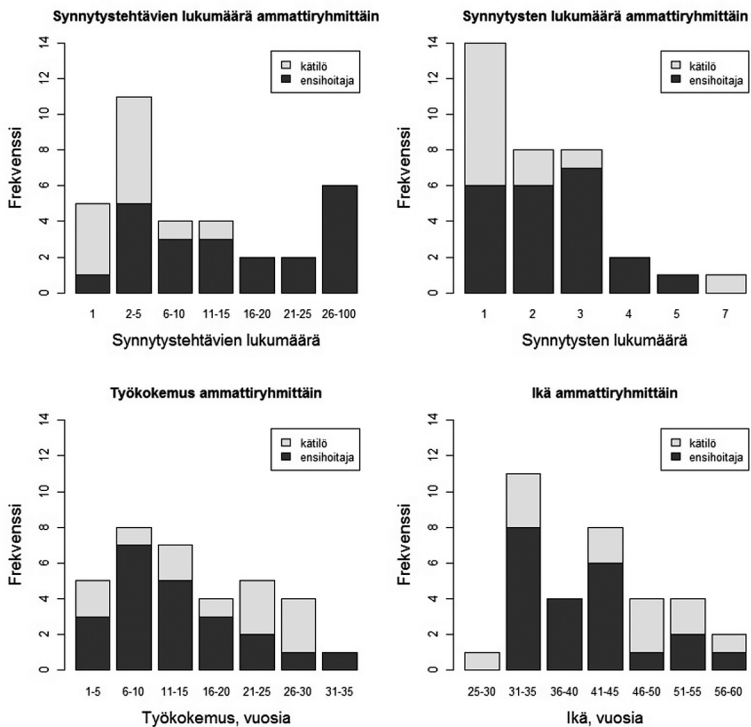 Synnytystehtävien lukumäärä ammattiryhmittäin
kätilö
ensihoitaja
Frekvenssi
14
12
10
8
6
4
2
0
1 2-5 6-10 11-15 16-20 21-25 26-100
Synnytystehtävien lukumäärä
Synnytysten lukumäärä ammattiryhmittäin
kätilö
ensihoitaja
Frekvenssi
14
12
10
8
6
4
2
0
1 2 3 4 5 7
Synnytysten lukumäärä
Työkokemus ammattiryhmittäin
kätilö
ensihoitaja
Frekvenssi
14
12
10
8
6
4
2
0
1-5 6-10 11-15 16-20 21-25 26-30 31-35
Työkokemus, vuosia
Ikä ammattiryhmittäin
kätilö
ensihoitaja
Frekvenssi
14
12
10
8
6
4
2
0
25-30 31-35 36-40 41-45 46-50 51-55 56-60
Ikä, vuosia